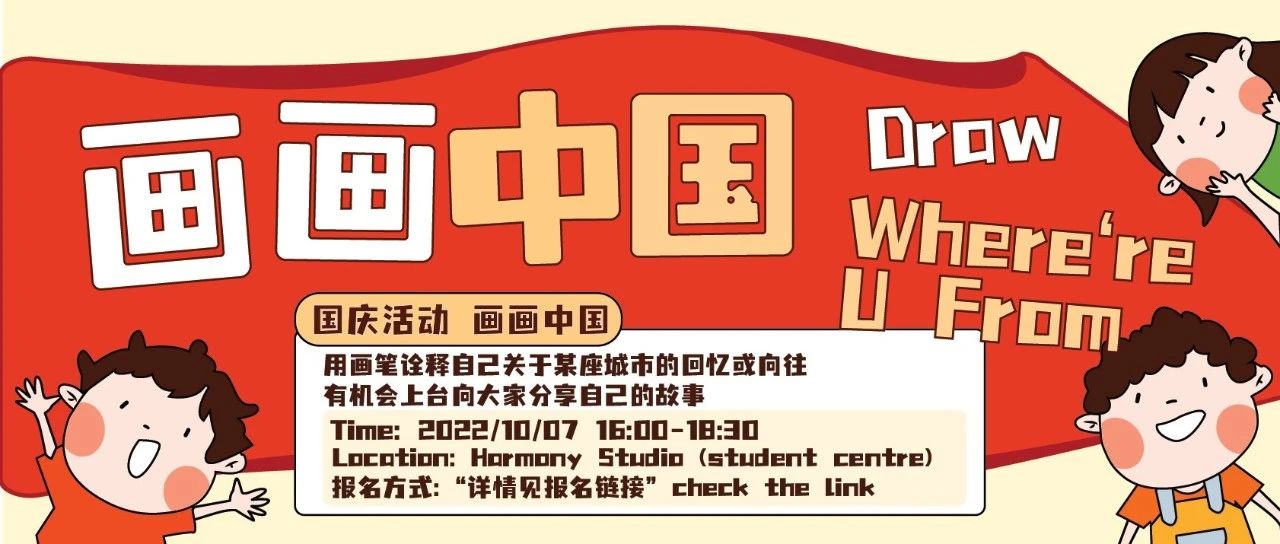 画画中国
Draw
Where're
U From
国庆活动 画画中国
用画笔诠释自己关于某座城市的回忆或向往
有机会上台向大家分享自己的故事
Time: 2022/10/07 16:00-18:30
Location: Harmony Studio (student centre)
报名方式:“详情见报名链接”check the link